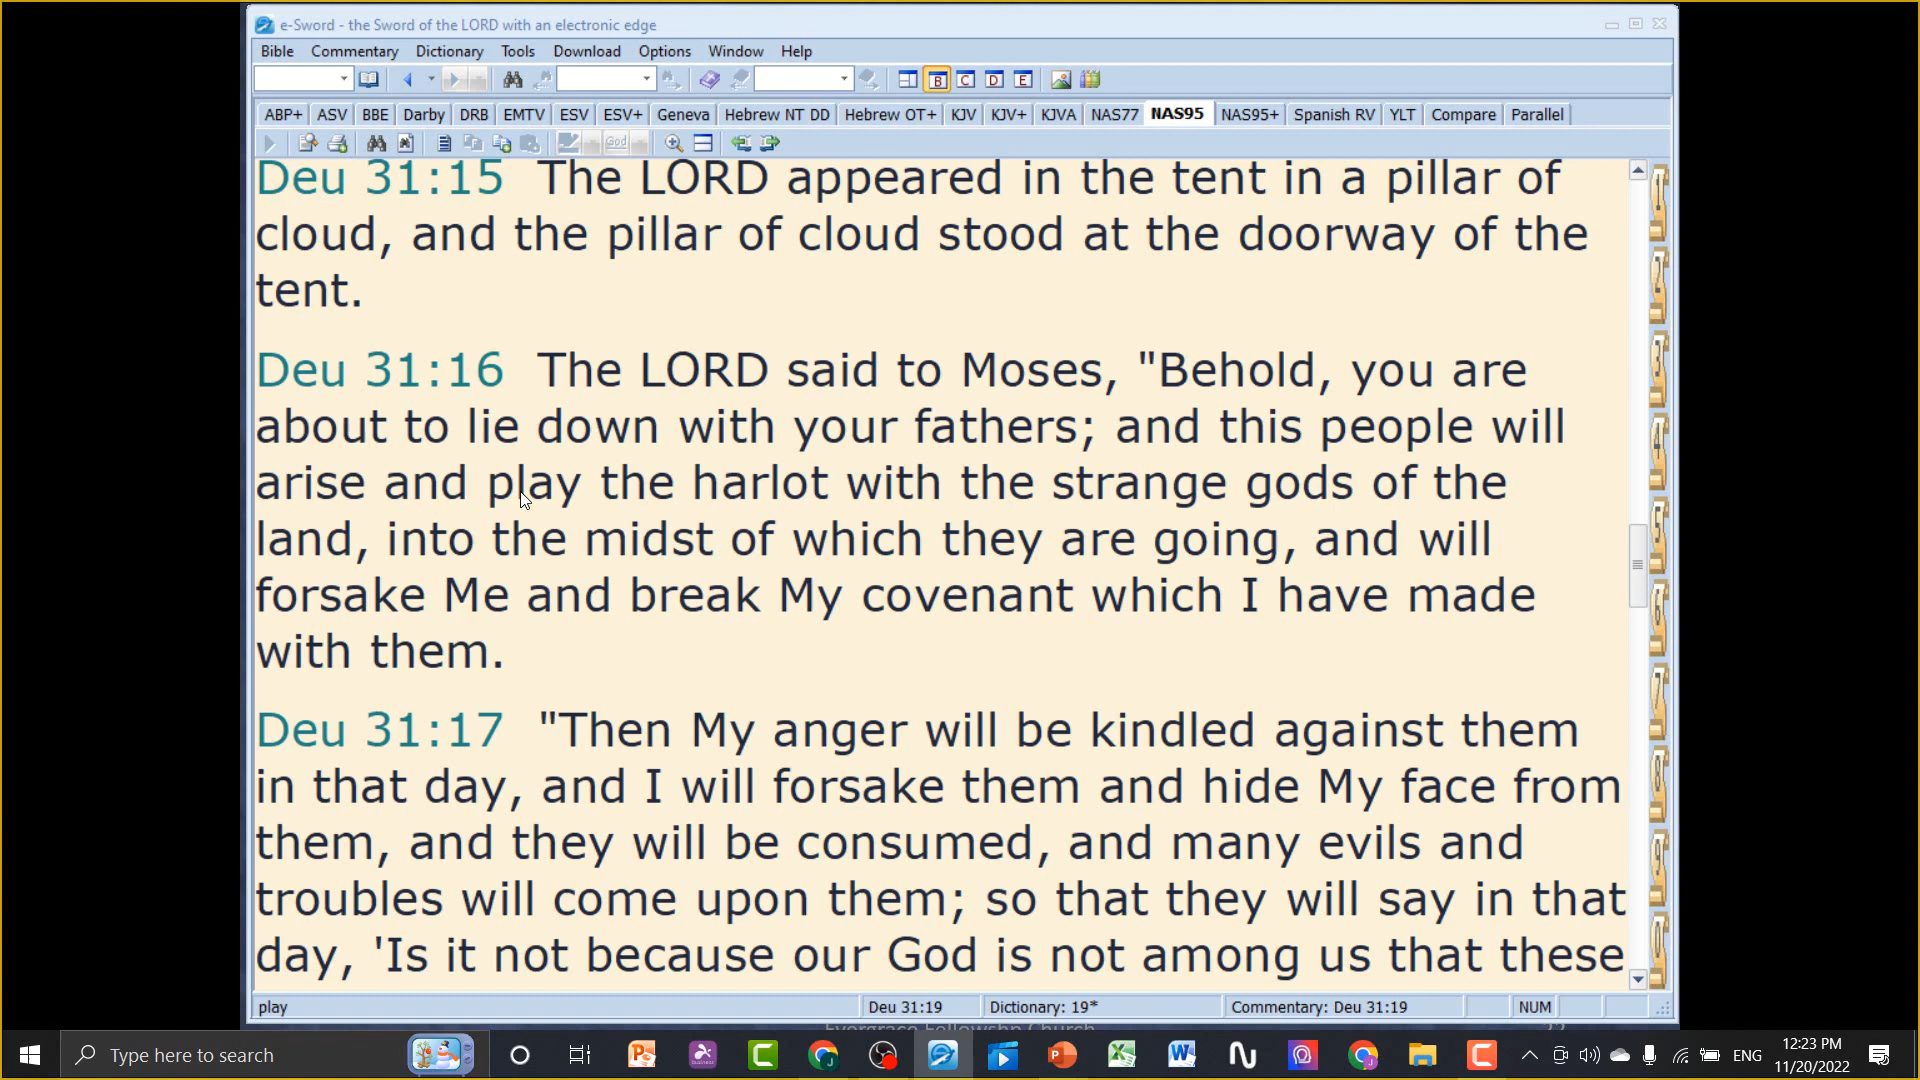 e-Sword - the Sword of the LORD with an electronic edge
Bible Commentary Dictionary Tools Download Options Window Help
B C D E
ABP+ ASV BBE Darby DRB EMTV ESV ESV+ Geneva Hebrew NT DD Hebrew OT+ KJV KJV+ KJVA NAS77 NAS95 NAS95+ Spanish RV YLT Compare Parallel
God
Deu 31:15 The LORD appeared in the tent in a pillar of
cloud, and the pillar of cloud stood at the doorway of the
tent.
Deu 31:16 The LORD said to Moses, "Behold, you are
about to lie down with your fathers; and this people will
arise and play the harlot with the strange gods of the
land, into the midst of which they are going, and will
forsake Me and break My covenant which I have made
with them.
Deu 31:17 "Then My anger will be kindled against them
in that day, and I will forsake them and hide My face from
them, and they will be consumed, and many evils and
troubles will come upon them; so that they will say in that
day, 'Is it not because our God is not among us that these
play Deu 31:19 Dictionary: 19* Commentary: Deu 31:19 NUM
Type here to search ENG 12:23 PM
11/20/2022